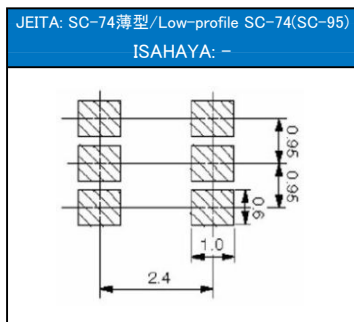 JEITA: SC-74薄型/Low-profile SC-74(SC-95)
ISAHAYA: -
0.95
0.95
0.6
1.0
2.4